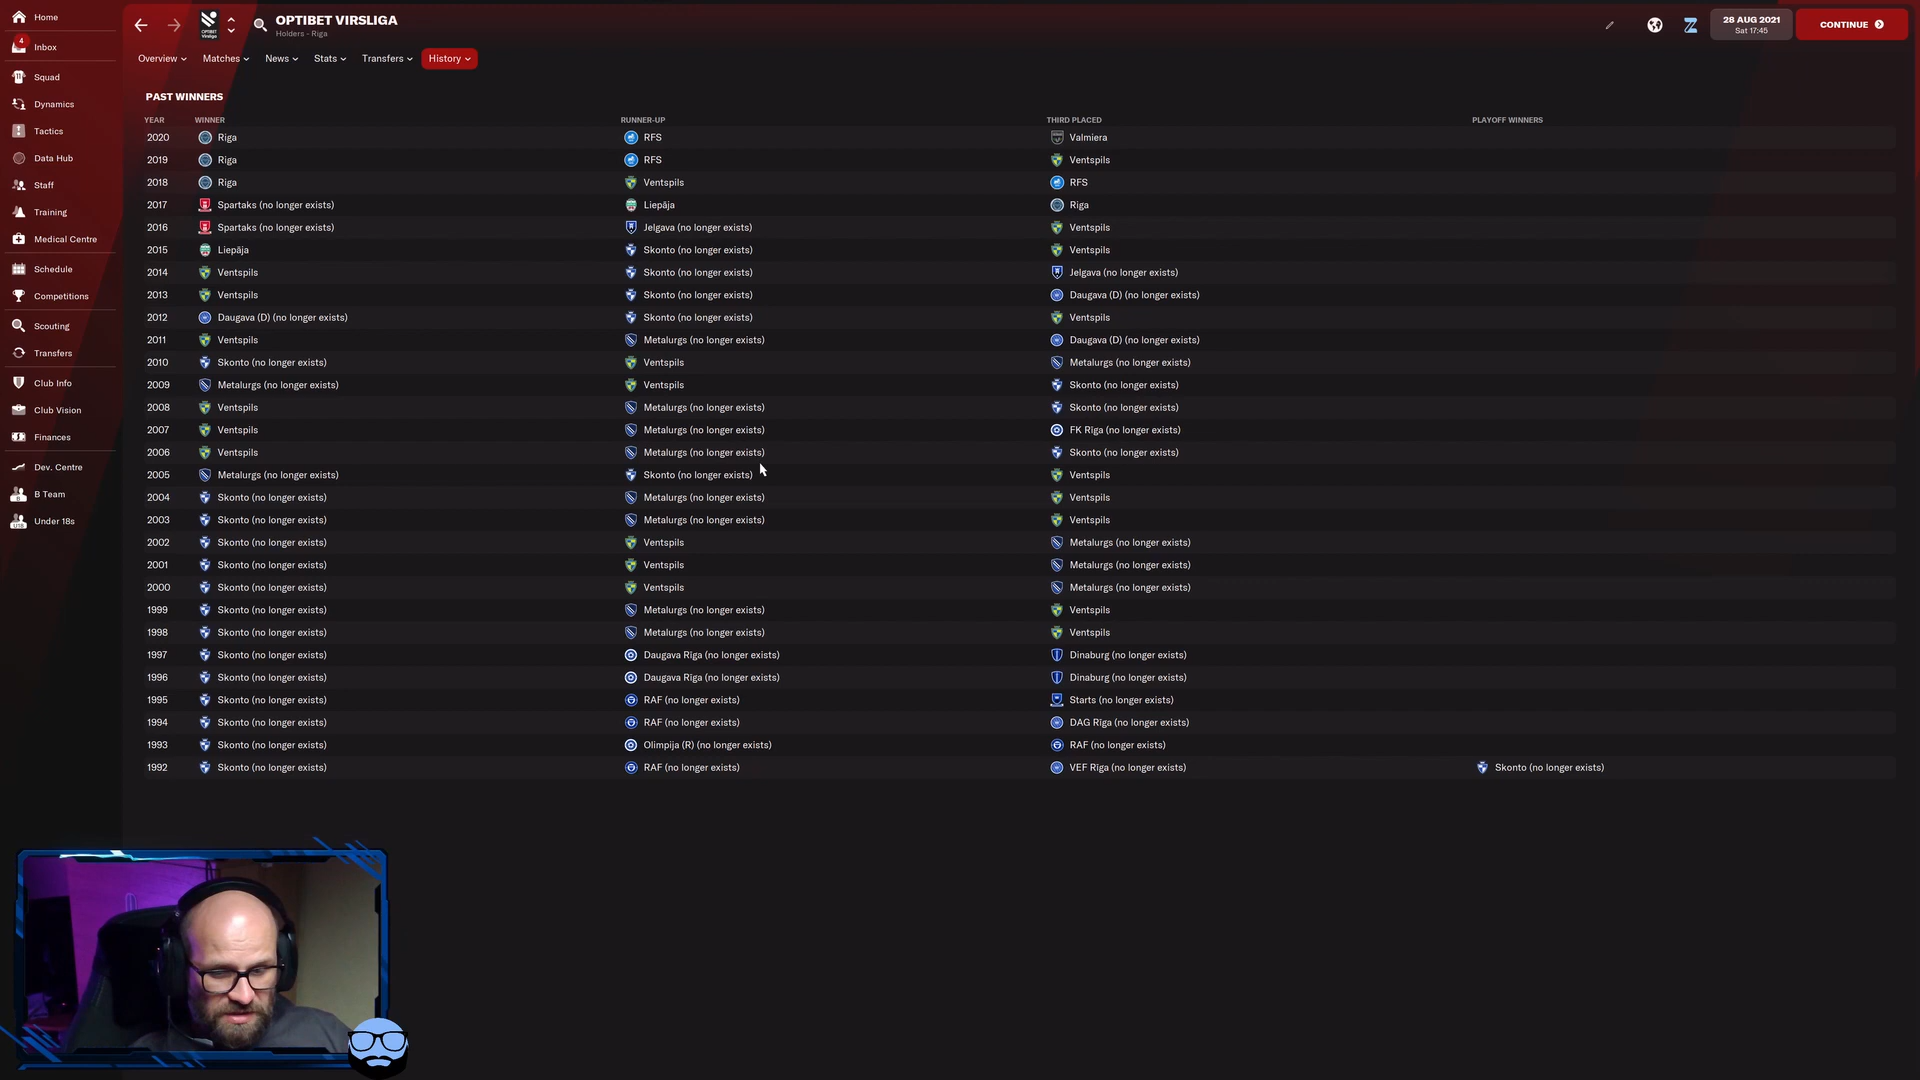 Home
4
Inbox
Squad
Dynamics
Tactics
Data Hub
Staff
Training
Medical Centre
Schedule
Competitions
Scouting
Transfers
Club Info
Club Vision
Finances
Dev. Centre
B Team
Under 18s
OPTIBET VIRSLIGA
Holders - Riga
28 AUG 2021
Sat 17:45
CONTINUE
Overview Matches News Stats Transfers History
PAST WINNERS
YEAR WINNER RUNNER-UP THIRD PLACED PLAYOFF WINNERS
2020 Riga RFS Valmiera
2019 Riga RFS Ventspils
2018 Riga Ventspils RFS
2017 Spartaks (no longer exists) Liepāja Riga
2016 Spartaks (no longer exists) Jelgava (no longer exists) Ventspils
2015 Liepāja Skonto (no longer exists) Ventspils
2014 Ventspils Skonto (no longer exists) Jelgava (no longer exists)
2013 Ventspils Skonto (no longer exists) Daugava (D) (no longer exists)
2012 Daugava (D) (no longer exists) Skonto (no longer exists) Ventspils
2011 Ventspils Metalurgs (no longer exists) Daugava (D) (no longer exists)
2010 Skonto (no longer exists) Ventspils Metalurgs (no longer exists)
2009 Metalurgs (no longer exists) Ventspils Skonto (no longer exists)
2008 Ventspils Metalurgs (no longer exists) Skonto (no longer exists)
2007 Ventspils Metalurgs (no longer exists) FK Rīga (no longer exists)
2006 Ventspils Metalurgs (no longer exists) Skonto (no longer exists)
2005 Metalurgs (no longer exists) Skonto (no longer exists) Ventspils
2004 Skonto (no longer exists) Metalurgs (no longer exists) Ventspils
2003 Skonto (no longer exists) Metalurgs (no longer exists) Ventspils
2002 Skonto (no longer exists) Ventspils Metalurgs (no longer exists)
2001 Skonto (no longer exists) Ventspils Metalurgs (no longer exists)
2000 Skonto (no longer exists) Ventspils Metalurgs (no longer exists)
1999 Skonto (no longer exists) Metalurgs (no longer exists) Ventspils
1998 Skonto (no longer exists) Metalurgs (no longer exists) Ventspils
1997 Skonto (no longer exists) Daugava Rīga (no longer exists) Dinaburg (no longer exists)
1996 Skonto (no longer exists) Daugava Rīga (no longer exists) Dinaburg (no longer exists)
1995 Skonto (no longer exists) RAF (no longer exists) Starts (no longer exists)
1994 Skonto (no longer exists) RAF (no longer exists) DAG Rīga (no longer exists)
1993 Skonto (no longer exists) Olimpija (R) (no longer exists) RAF (no longer exists)
1992 Skonto (no longer exists) RAF (no longer exists) VEF Rīga (no longer exists) Skonto (no longer exists)